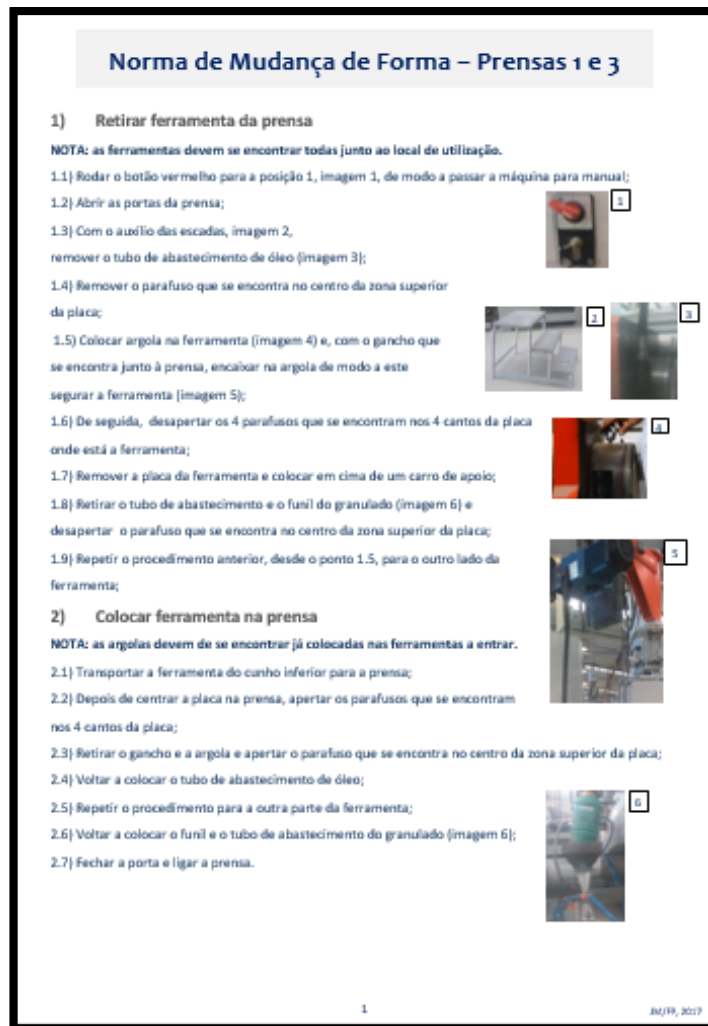 Norma de Mudança de Forma – Prensas 1 e 3
1) Retirar ferramenta da prensa
NOTA: as ferramentas devem se encontrar todas junto ao local de utilização.
1.1) Rodar o botão vermelho para a posição 1, imagem 1, de modo a passar a máquina para manual;
1
1.2) Abrir as portas da prensa;
1.3) Com o auxílio das escadas, imagem 2,
remover o tubo de abastecimento de óleo (imagem 3);
1.4) Remover o parafuso que se encontra no centro da zona superior
da placa;
2
3
1.5) Colocar argola na ferramenta (imagem 4) e, com o gancho que
se encontra junto à prensa, encaixar na argola de modo a este
segurar a ferramenta (imagem 5);
1.6) De seguida, desapertar os 4 parafusos que se encontram nos 4 cantos da placa
onde está a ferramenta;
4
1.7) Remover a placa da ferramenta e colocar em cima de um carro de apoio;
1.8) Retirar o tubo de abastecimento e o funil do granulado (imagem 6) e
desapertar o parafuso que se encontra no centro da zona superior da placa;
1.9) Repetir o procedimento anterior, desde o ponto 1.5, para o outro lado da
ferramenta;
5
2) Colocar ferramenta na prensa
NOTA: as argolas devem de se encontrar já colocadas nas ferramentas a entrar.
2.1) Transportar a ferramenta do cunho inferior para a prensa;
2.2) Depois de centrar a placa na prensa, apertar os parafusos que se encontram
nos 4 cantos da placa;
2.3) Retirar o gancho e a argola e apertar o parafuso que se encontra no centro da zona superior da placa;
2.4) Voltar a colocar o tubo de abastecimento de óleo;
2.5) Repetir o procedimento para a outra parte da ferramenta;
6
2.6) Voltar a colocar o funil e o tubo de abastecimento do granulado (imagem 6);
2.7) Fechar a porta e ligar a prensa.
1
JM/FP, 2017